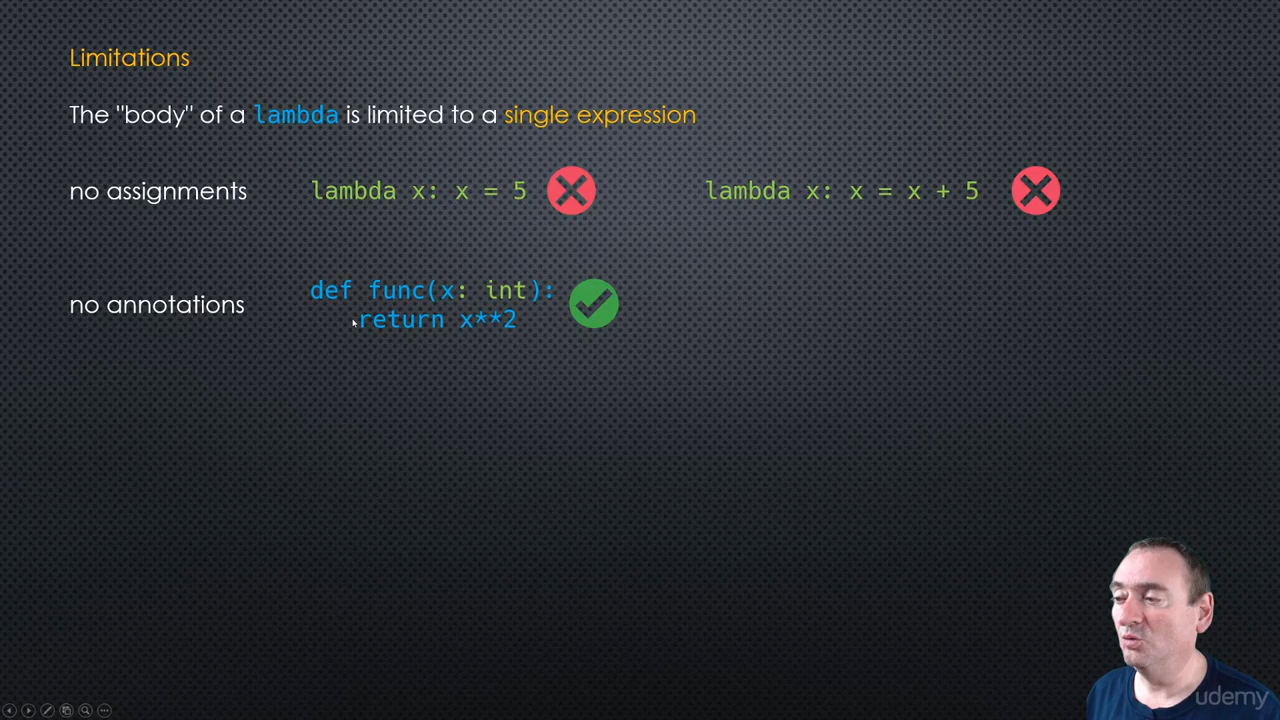 Limitations
The "body" of a lambda is limited to a single expression
no assignments lambda x: x = 5 lambda x: x = x + 5
no annotations
def func(x: int):
return x**2
udemy